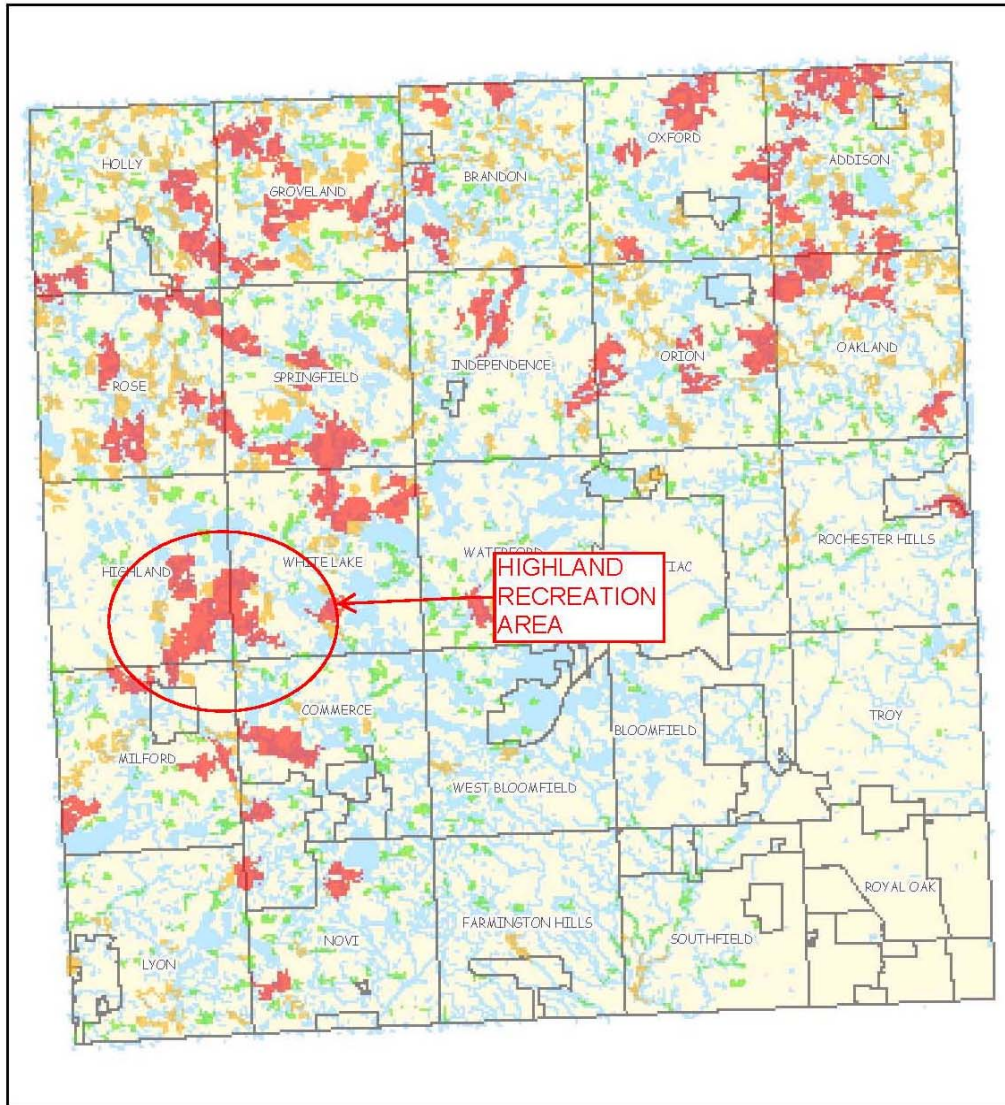 OXFORD
ADDISON
HOLLY
GROVELAND
BRANDON
INDEPENDENCE
ORION
OAKLAND
SPRINGFIELD
ROSE
ROCHESTER HILLS
WATERFORD
WHITE LAKE
HIGHLAND
HIGHLAND
RECREATION
AREA
TIAC
COMMERCE
TROY
BLOOMFIELD
MILFORD
WEST BLOOMFIELD
ROYAL OAK
FARMINGTON HILLS
SOUTHFIELD
NOVI
LYON